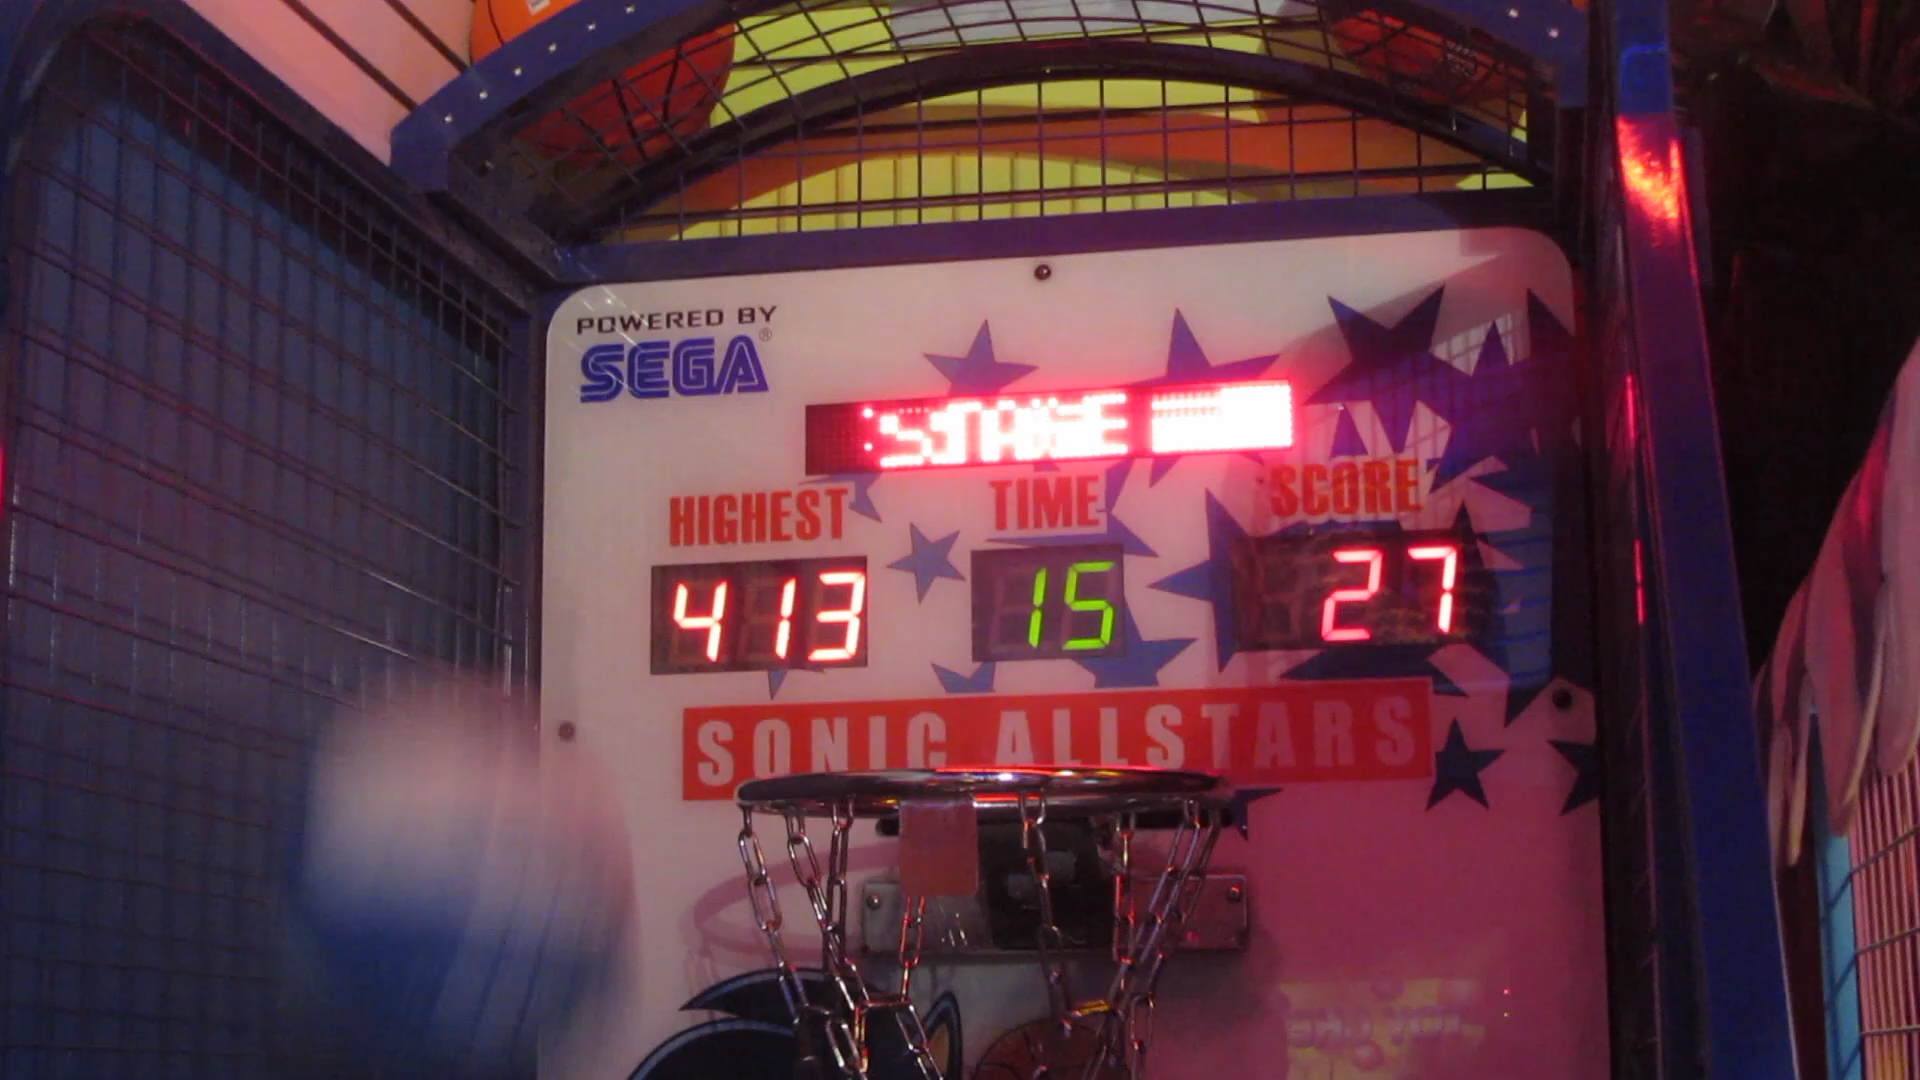 POWERED BY
SEGA®
STAGE
HIGHEST TIME SCORE
413 15 27
SONIC ALLSTARS